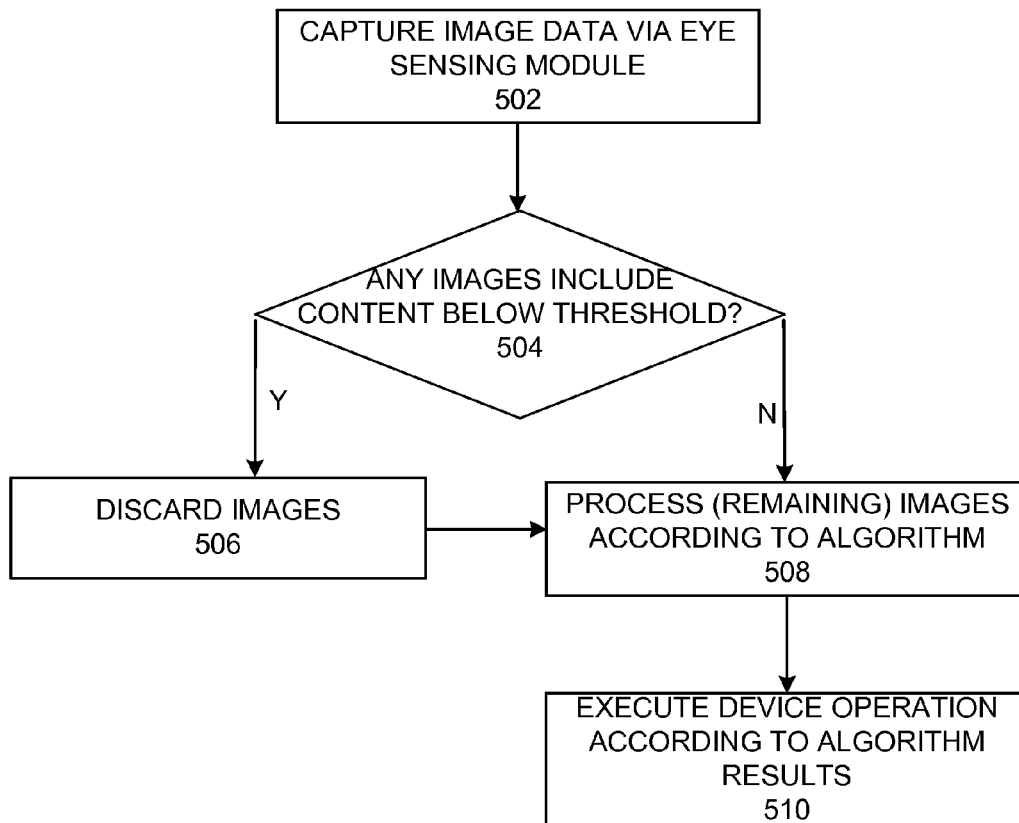 CAPTURE IMAGE DATA VIA EYE
SENSING MODULE
502
ANY IMAGES INCLUDE
CONTENT BELOW THRESHOLD?
504
Y
N
DISCARD IMAGES
506
PROCESS (REMAINING) IMAGES
ACCORDING TO ALGORITHM
508
EXECUTE DEVICE OPERATION
ACCORDING TO ALGORITHM
RESULTS
510